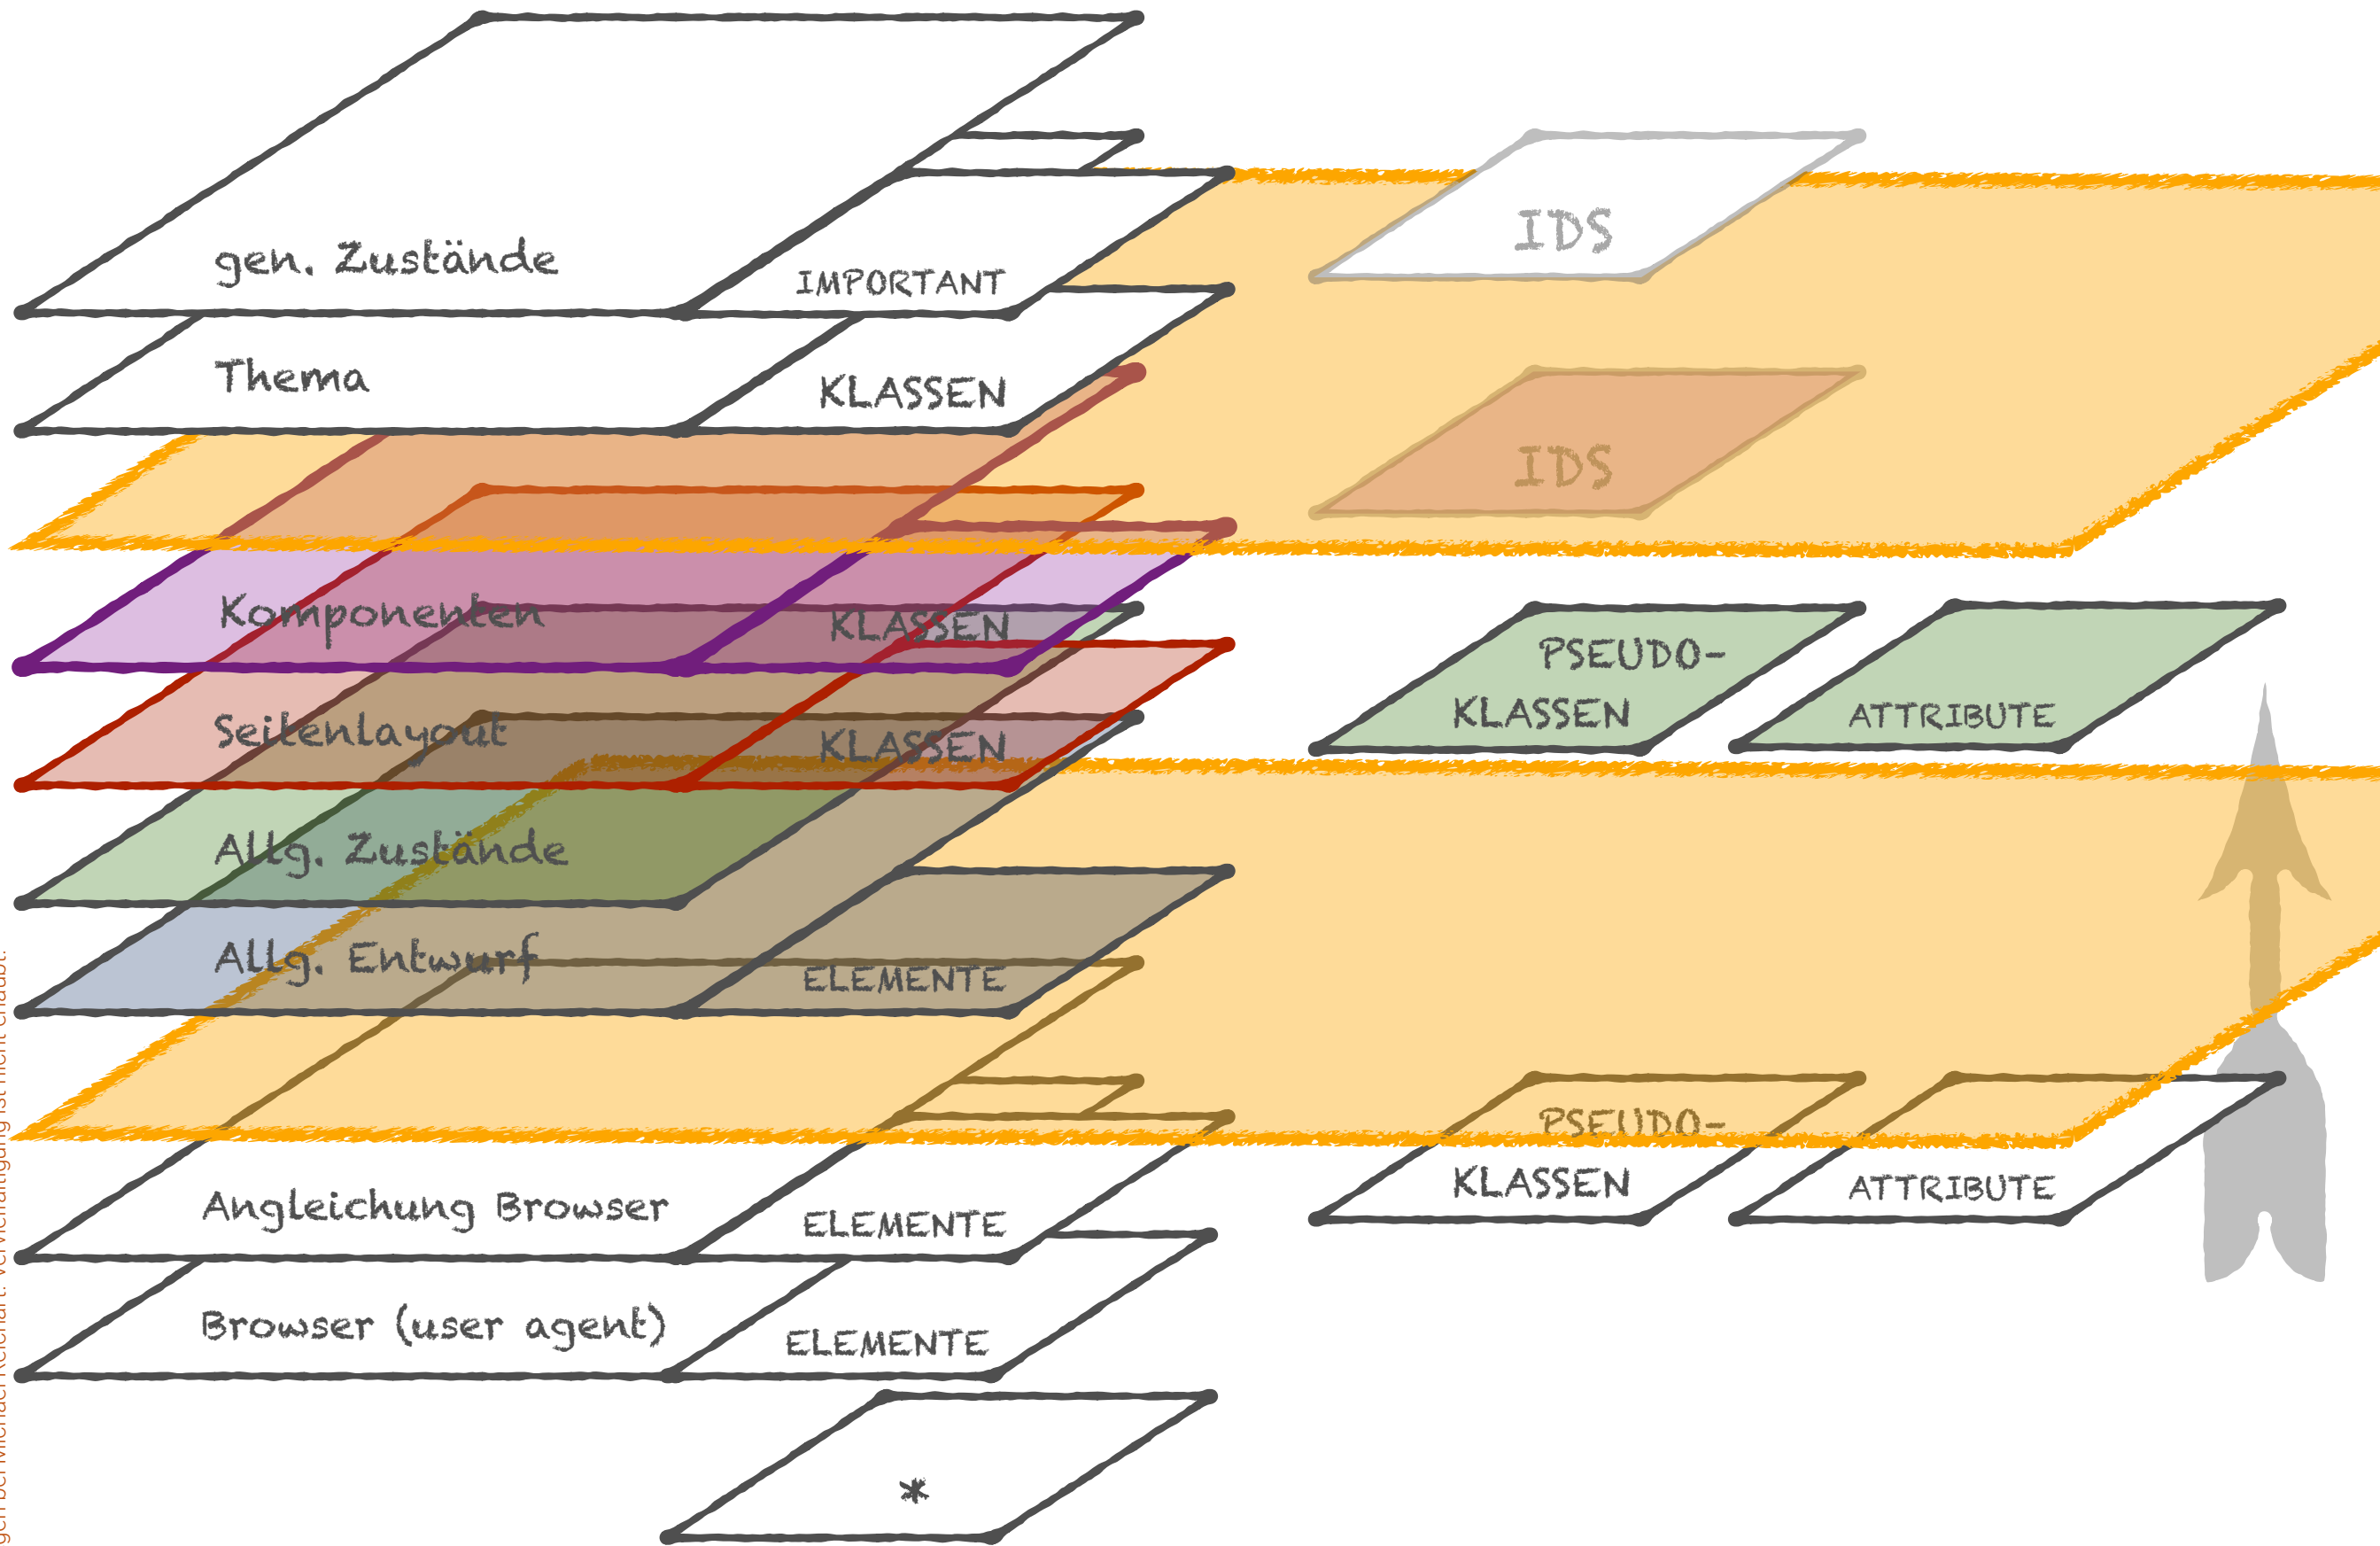 IDS
gen. Zustände
IMPORTANT
Thema
KLASSEN
IDS
Komponenten
KLASSEN
PSEUDO-
KLASSEN
ATTRIBUTE
Seitenlayout
KLASSEN
Allg. Zustände
Allg. Entwurf
ELEMENTE
PSEUDO-
KLASSEN
ATTRIBUTE
Angleichung Browser
ELEMENTE
Browser (user agent)
ELEMENTE
*